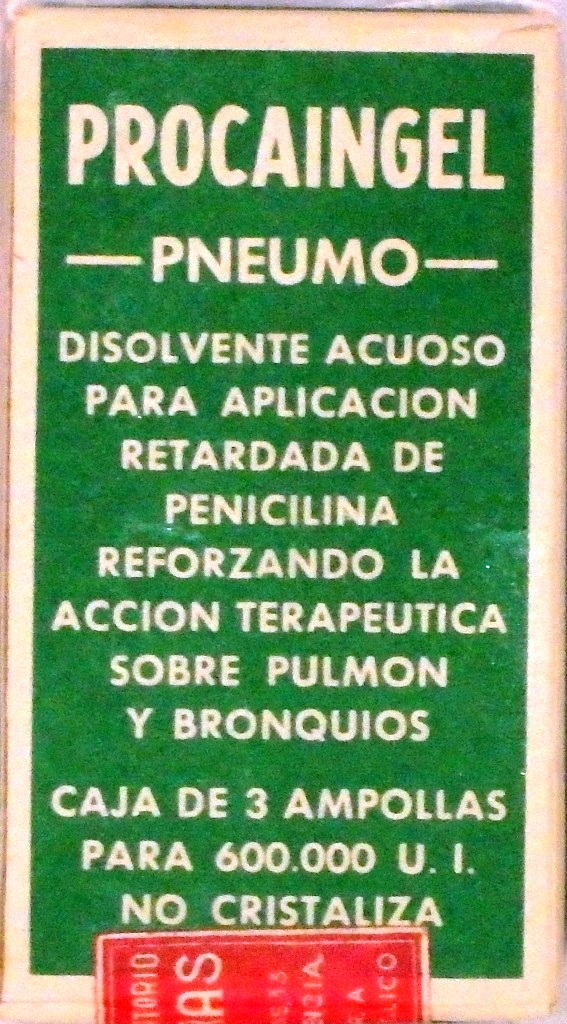 PROCAINGEL
—PNEUMO—
DISOLVENTE ACUOSO
PARA APLICACION
RETARDADA DE
PENICILINA
REFORZANDO LA
ACCION TERAPEUTICA
SOBRE PULMON
Y BRONQUIOS
CAJA DE 3 AMPOLLAS
PARA 600.000 U. I.
NO CRISTALIZA